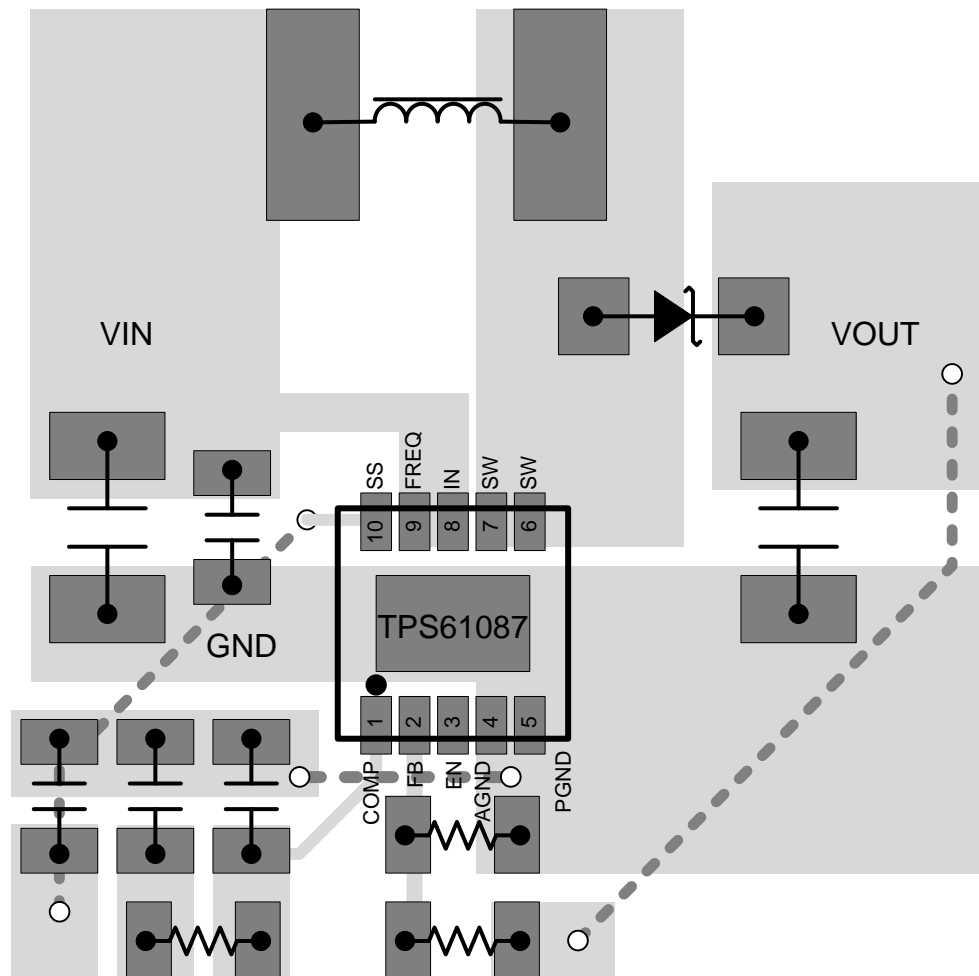 VIN
VOUT
SS
FREQ
IN
SW
SW
10
9
8
7
6
TPS61087
GND
1
2
3
4
5
COMP
FB
EN
AGND
PGND